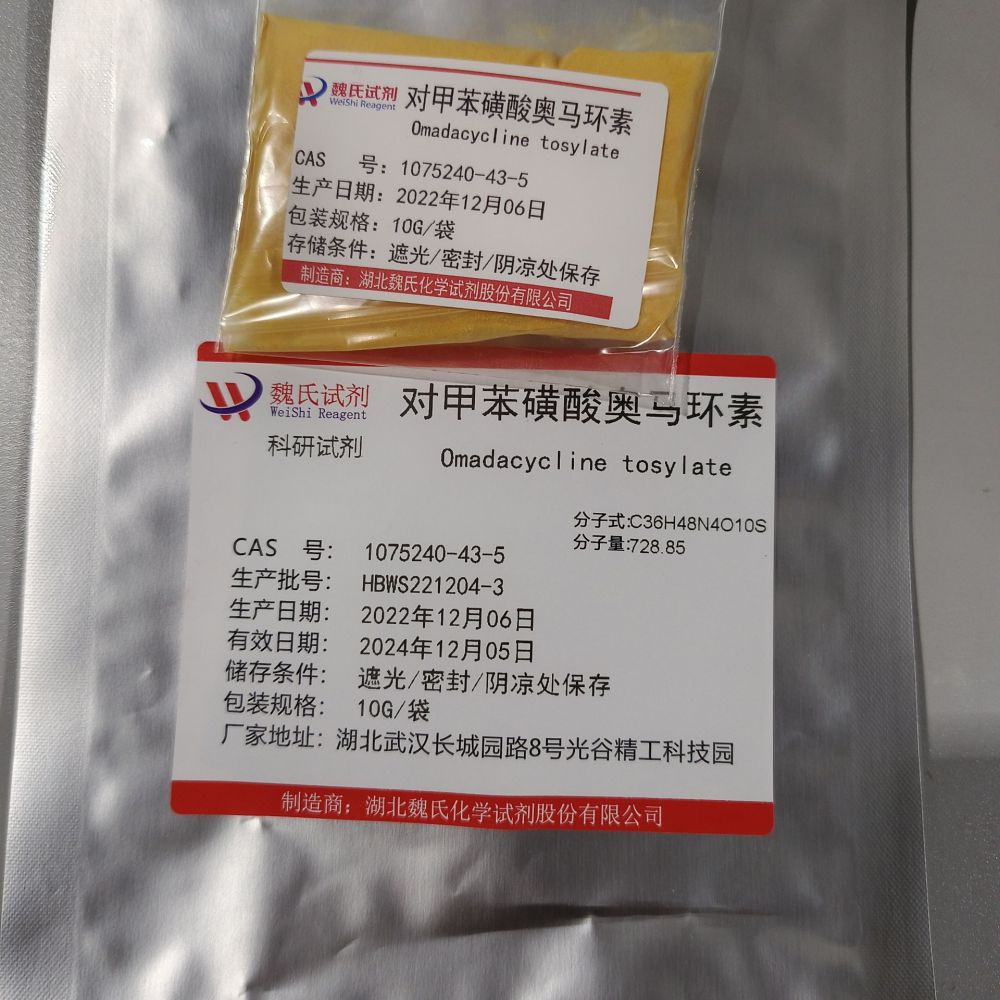 魏氏试剂
WeiShi Reagent
对甲苯磺酸奥马环素
Omadacycline tosylate
CAS 号：1075240-43-5
生产日期：2022年12月06日
包装规格：10G/袋
存储条件：遮光/密封/阴凉处保存
制造商：湖北魏氏化学试剂股份有限公司
魏氏试剂
WeiShi Reagent
科研试剂
对甲苯磺酸奥马环素
Omadacycline tosylate
分子式:C36H48N4O10S
分子量:728.85
CAS 号：1075240-43-5
生产批号：HBWS221204-3
生产日期：2022年12月06日
有效日期：2024年12月05日
储存条件：遮光/密封/阴凉处保存
包装规格：10G/袋
厂家地址：湖北武汉长城园路8号光谷精工科技园
制造商：湖北魏氏化学试剂股份有限公司